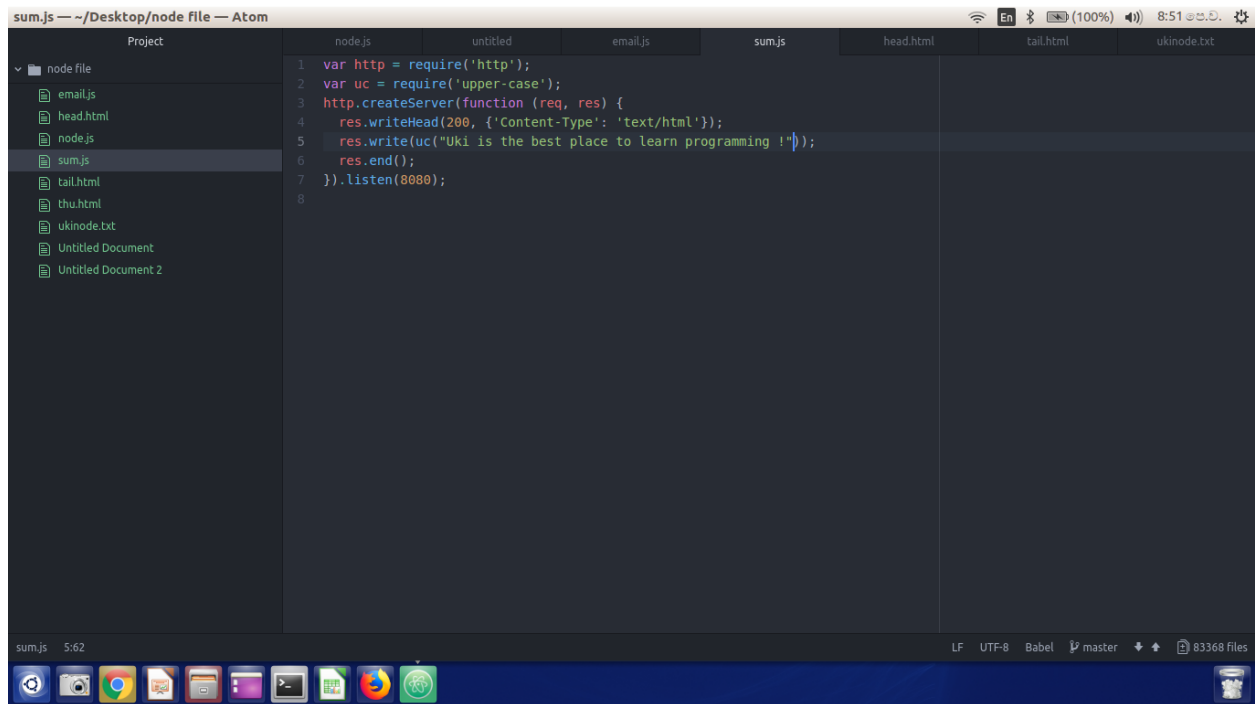 sum.js — ~/Desktop/node file — Atom
En (100%) 8:51 පෙ.ව.
Project
node.js untitled email.js sum.js head.html tail.html ukinode.txt
node file
email.js
head.html
node.js
sum.js
tail.html
thu.html
ukinode.txt
Untitled Document
Untitled Document 2
1 var http = require('http');
2 var uc = require('upper-case');
3 http.createServer(function (req, res) {
4 res.writeHead(200, {'Content-Type': 'text/html'});
5 res.write(uc("Uki is the best place to learn programming !"));
6 res.end();
7 }).listen(8080);
8
sum.js 5:62 LF UTF-8 Babel master 83368 files